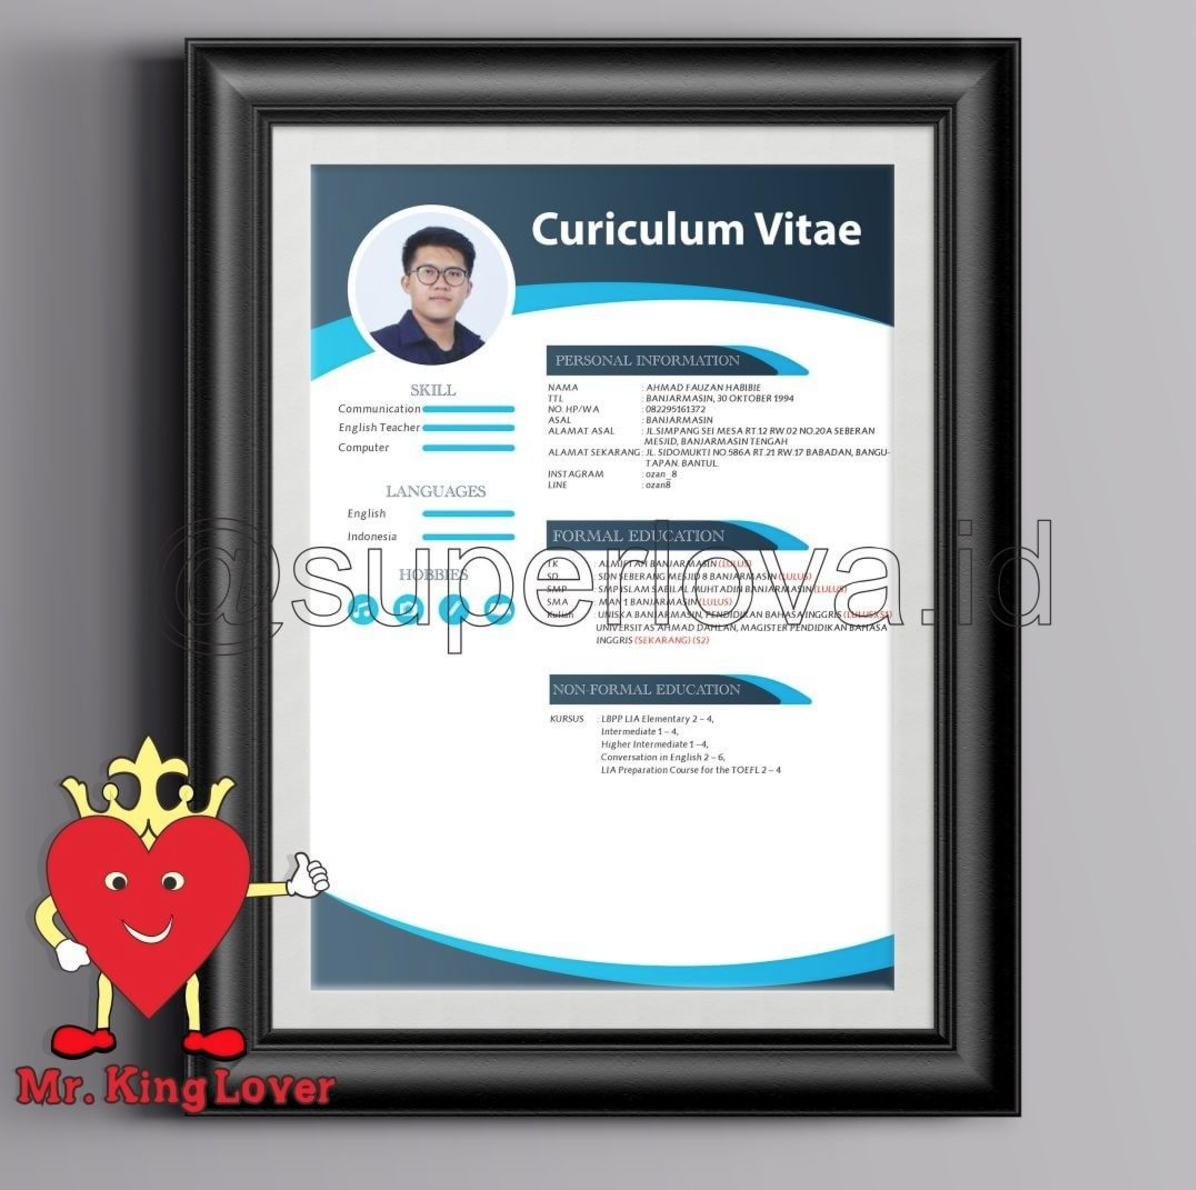 Curiculum Vitae
SKILL
Communication
English Teacher
Computer
LANGUAGES
English
Indonesia
HOBBIES
PERSONAL INFORMATION
NAMA : AHMAD FAUZAN HABIBIE
TTL : BANJARMASIN, 30 OKTOBER 1994
NO. HP/WA : 082295161372
ASAL : BANJARMASIN
ALAMAT ASAL : JL.SIMPANG SEI MESA RT.12 RW.02 NO.20A SEBERAN
MESJID, BANJARMASIN TENGAH
ALAMAT SEKARANG : JL. SIDOMUKTI NO.586A RT.21 RW.17 BABADAN, BANGU-
TAPAN. BANTUL.
INSTAGRAM : ozan_8
LINE : ozan8
FORMAL EDUCATION
TK : ALMIFTAH BANJARMASIN (LULUS)
SD : SDN SEBERANG MESJID 8 BANJARMASIN (LULUS)
SMP : SMP ISLAM SABILAL MUHTADIN BANJARMASIN (LULUS)
SMA : MAN 1 BANJARMASIN (LULUS)
Kuliah : UNISKA BANJARMASIN, PENDIDIKAN BAHASA INGGRIS (LULUS S1)
UNIVERSITAS AHMAD DAHLAN, MAGISTER PENDIDIKAN BAHASA
INGGRIS (SEKARANG) (S2)
NON-FORMAL EDUCATION
KURSUS : LBPP LIA Elementary 2 – 4,
Intermediate 1 – 4,
Higher Intermediate 1 –4,
Conversation in English 2 – 6,
LIA Preparation Course for the TOEFL 2 – 4
@superlova.id
Mr. King Lover